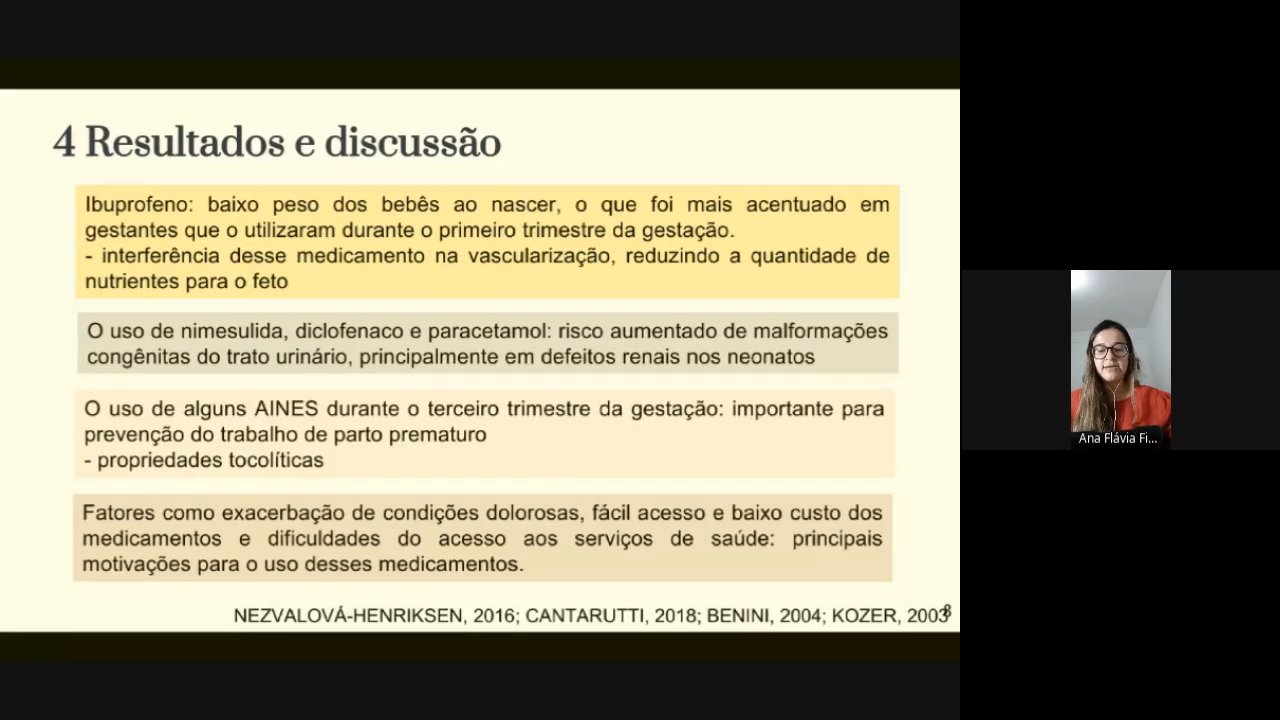 4 Resultados e discussão
Ibuprofeno: baixo peso dos bebês ao nascer, o que foi mais acentuado em
gestantes que o utilizaram durante o primeiro trimestre da gestação.
- interferência desse medicamento na vascularização, reduzindo a quantidade de
nutrientes para o feto
O uso de nimesulida, diclofenaco e paracetamol: risco aumentado de malformações
congênitas do trato urinário, principalmente em defeitos renais nos neonatos
O uso de alguns AINES durante o terceiro trimestre da gestação: importante para
prevenção do trabalho de parto prematuro
- propriedades tocolíticas
Fatores como exacerbação de condições dolorosas, fácil acesso e baixo custo dos
medicamentos e dificuldades do acesso aos serviços de saúde: principais
motivações para o uso desses medicamentos.
NEZVALOVÁ-HENRIKSEN, 2016; CANTARUTTI, 2018; BENINI, 2004; KOZER, 2003
8
Ana Flávia Fi...